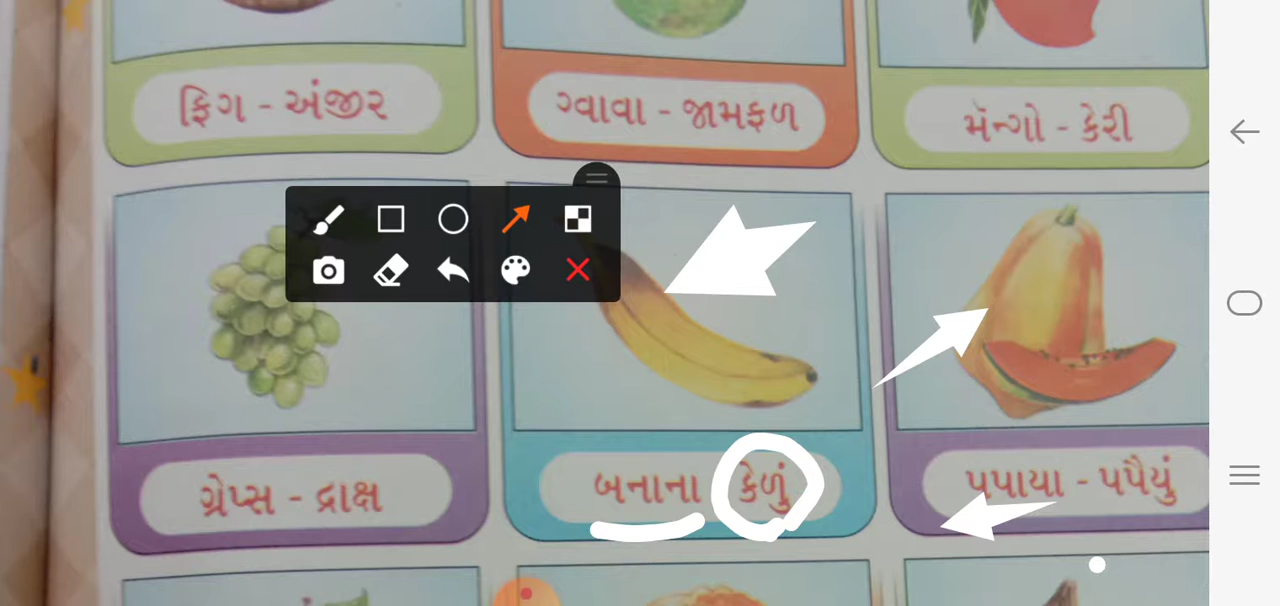 ફિગ - અંજીર
ગ્વાવા - જામફળ
મૅન્ગો - કેરી
ગ્રેપ્સ - દ્રાક્ષ
બનાના કેળું
પપાયા - પપૈયું